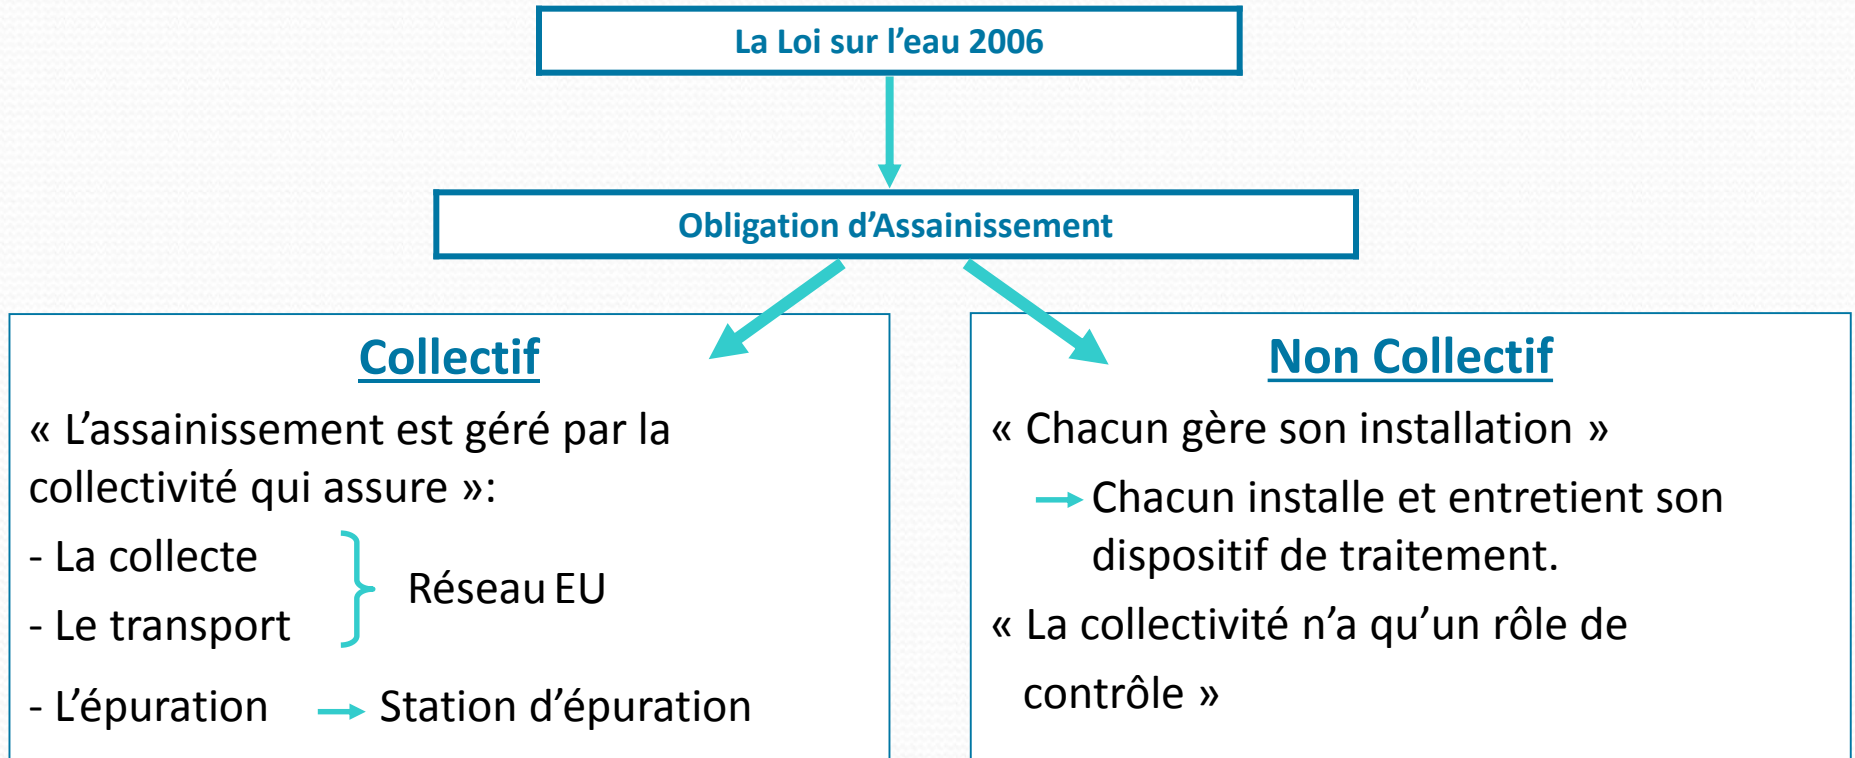 La Loi sur l’eau 2006
Obligation d’Assainissement
Collectif
« L’assainissement est géré par la
collectivité qui assure »:
- La collecte
- Le transport
Réseau EU
- L’épuration
Station d’épuration
Non Collectif
« Chacun gère son installation »
Chacun installe et entretient son
dispositif de traitement.
« La collectivité n’a qu’un rôle de
contrôle »